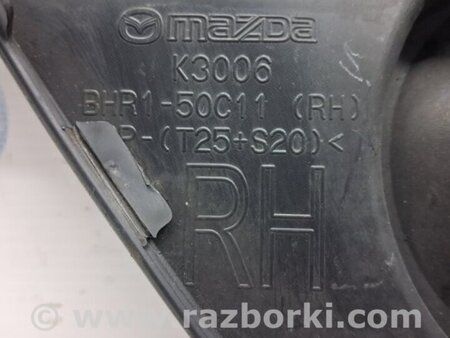 mazda
K3006
BHR1-50C11 (RH)
P-(T25+S20)<
RH
www.razborki.com